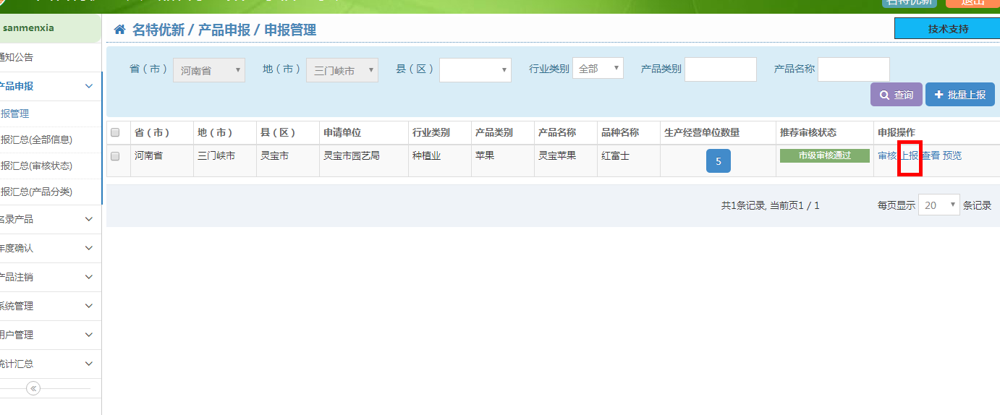 名特优新
退出
sanmenxia
通知公告
产品申报
报管理
报汇总(全部信息)
报汇总(审核状态)
报汇总(产品分类)
名录产品
年度确认
产品注销
系统管理
用户管理
统计汇总
名特优新 / 产品申报 / 申报管理
技术支持
省（市） 河南省 地（市） 三门峡市 县（区） 行业类别 全部 产品类别 产品名称
查询 批量上报
省（市） 地（市） 县（区） 申请单位 行业类别 产品类别 产品名称 品种名称 生产经营单位数量 推荐审核状态 申报操作
河南省 三门峡市 灵宝市 灵宝市园艺局 种植业 苹果 灵宝苹果 红富士 5 市级审核通过 审核 上报 查看 预览
共1条记录, 当前页1 / 1 每页显示 20 条记录